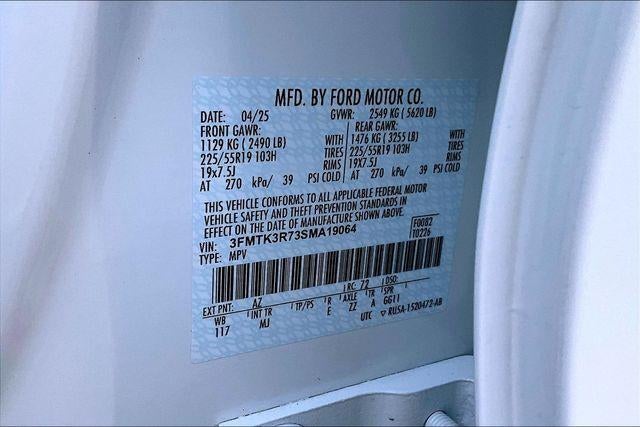 MFD. BY FORD MOTOR CO.
DATE: 04/25 GVWR: 2549 KG ( 5620 LB)
FRONT GAWR: REAR GAWR:
1129 KG ( 2490 LB) WITH 1476 KG ( 3255 LB) WITH
225/55R19 103H TIRES 225/55R19 103H TIRES
19x7.5J RIMS 19x7.5J RIMS
AT 270 kPa/ 39 PSI COLD AT 270 kPa/ 39 PSI COLD
THIS VEHICLE CONFORMS TO ALL APPLICABLE FEDERAL MOTOR
VEHICLE SAFETY AND THEFT PREVENTION STANDARDS IN
EFFECT ON THE DATE OF MANUFACTURE SHOWN ABOVE.
VIN: 3FMTK3R73SMA19064 F0082
TYPE: MPV T0226
EXT PNT: AZ RC: 72 DSO:
WB INT TR TP/PS R AXLE TR SPR
117 MJ E ZZ A GG11
UTC ▽ RU5A-1520472-AB